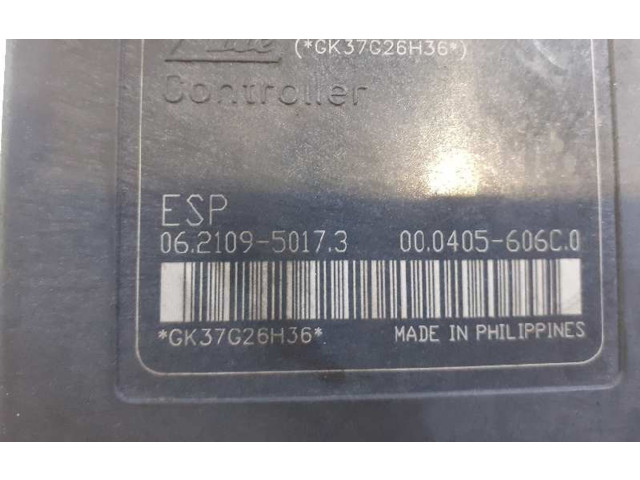 (*GK37G26H36*)
Controller
ESP
06.2109-5017.3 00.0405-606C.0
*GK37G26H36* MADE IN PHILIPPINES